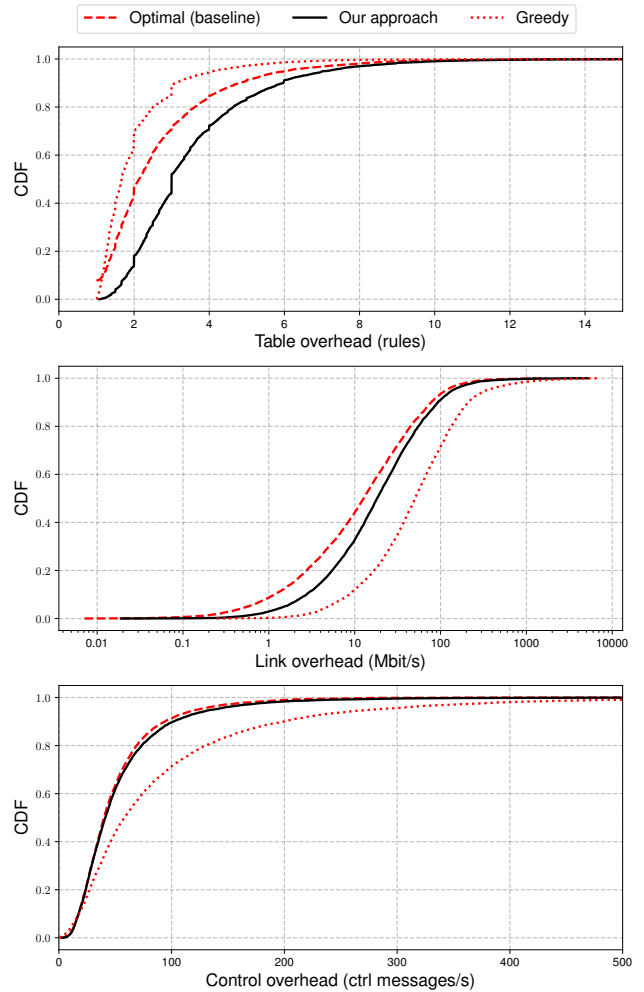 Optimal (baseline) Our approach Greedy
1.0
0.8
0.6
0.4
0.2
0.0
CDF
0 2 4 6 8 10 12 14
Table overhead (rules)
1.0
0.8
0.6
0.4
0.2
0.0
CDF
0.01 0.1 1 10 100 1000 10000
Link overhead (Mbit/s)
1.0
0.8
0.6
0.4
0.2
0.0
CDF
0 100 200 300 400 500
Control overhead (ctrl messages/s)